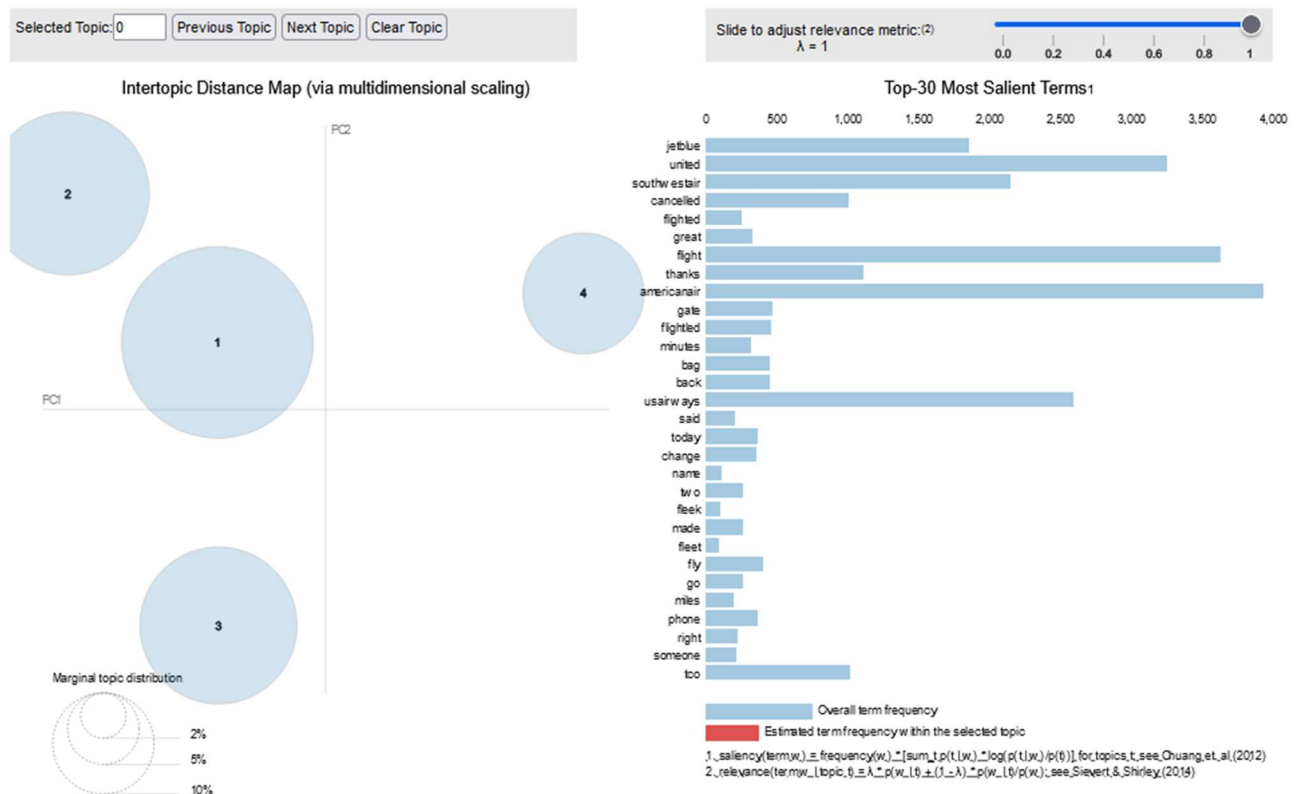 Selected Topic: 0 Previous Topic Next Topic Clear Topic
Slide to adjust relevance metric:(2)
λ = 1
0.0 0.2 0.4 0.6 0.8 1
Intertopic Distance Map (via multidimensional scaling)
PC2
PC1
2
1
4
3
Marginal topic distribution
2%
5%
10%
Top-30 Most Salient Terms1
0 500 1,000 1,500 2,000 2,500 3,000 3,500 4,000
jetblue
united
southwestair
cancelled
flighted
great
flight
thanks
americanair
gate
flightled
minutes
bag
back
usairways
said
today
change
name
two
fleek
made
fleet
fly
go
miles
phone
right
someone
too
Overall term frequency
Estimated term frequency within the selected topic
1. saliency(term w) = frequency(w) * [sum_t p(t | w) * log(p(t | w)/p(t))] for topics t; see Chuang et. al (2012)
2. relevance(term w | topic t) = λ * p(w | t) + (1 - λ) * p(w | t)/p(w); see Sievert & Shirley (2014)